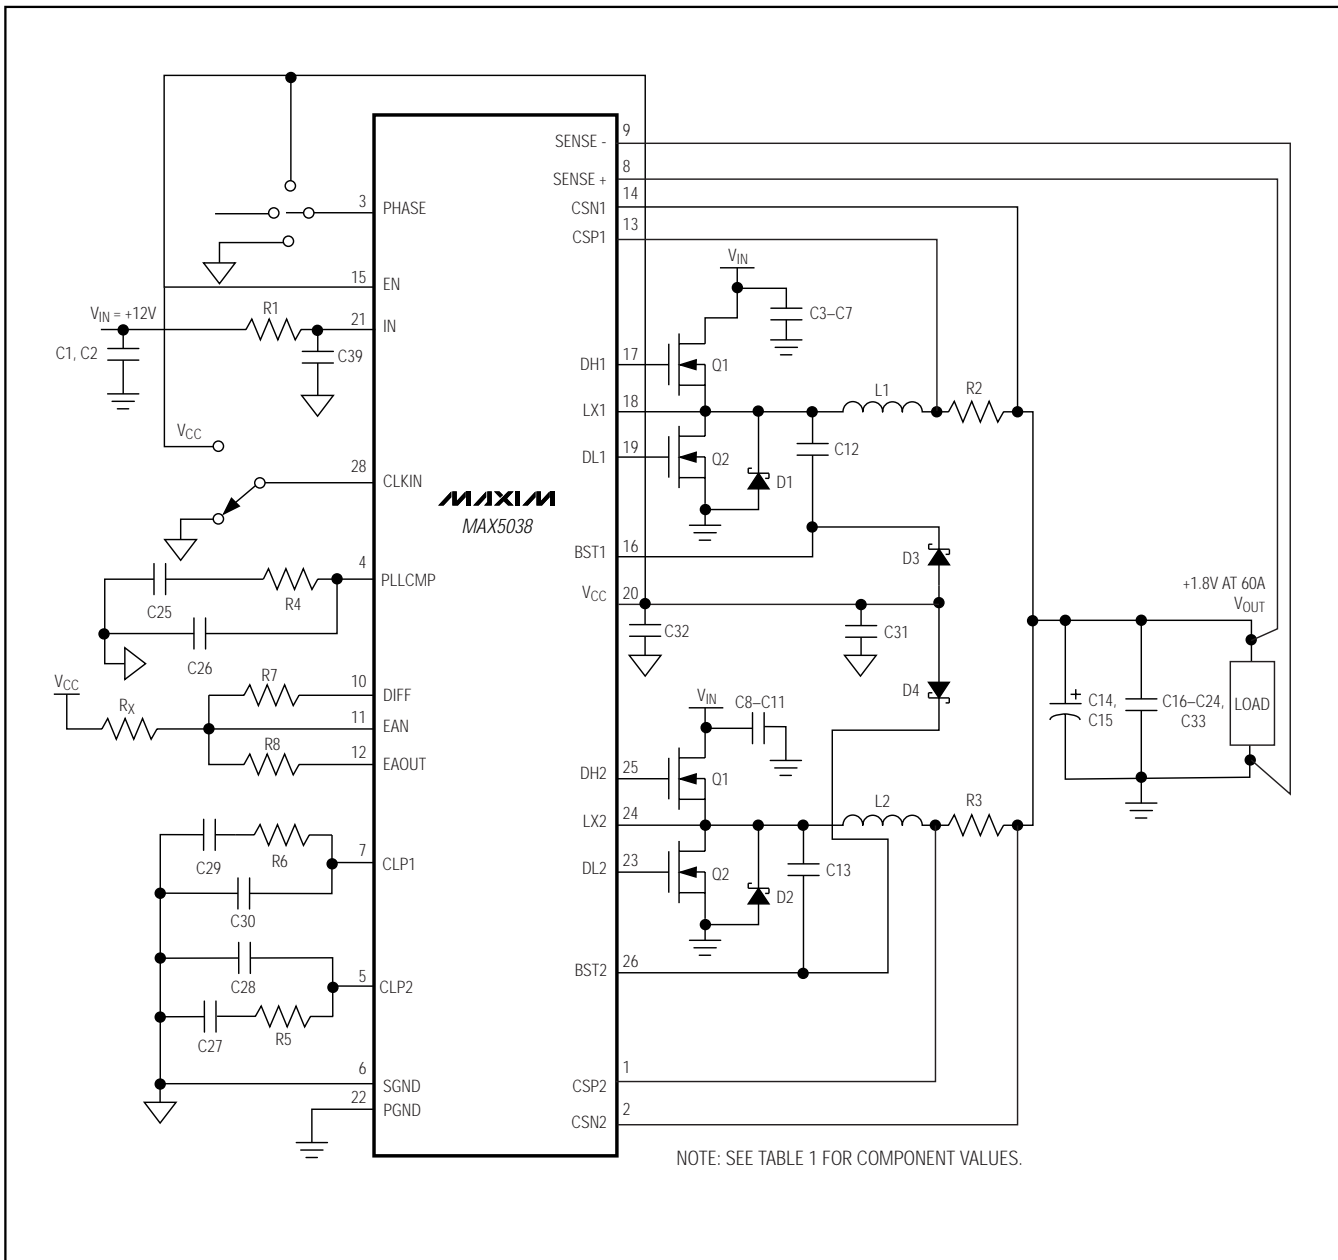 SENSE -
9
SENSE +
8
CSN1
14
CSP1
13
3
PHASE
15
EN
VIN = +12V
R1
21
IN
C1, C2
C39
VIN
C3–C7
DH1
17
Q1
LX1
18
L1
R2
DL1
19
Q2
C12
D1
VCC
28
CLKIN
MAXIM
MAX5038
BST1
16
D3
4
PLLCMP
C25
R4
C26
VCC
20
C32
C31
+1.8V AT 60A
VOUT
D4
VCC
RX
R7
10
DIFF
11
EAN
R8
12
EAOUT
VIN
C8–C11
C14,
C15
C16–C24,
C33
LOAD
DH2
25
Q1
LX2
24
L2
R3
DL2
23
Q2
D2
C13
C29
R6
7
CLP1
C30
BST2
26
C28
5
CLP2
C27
R5
6
SGND
22
PGND
CSP2
1
CSN2
2
NOTE: SEE TABLE 1 FOR COMPONENT VALUES.